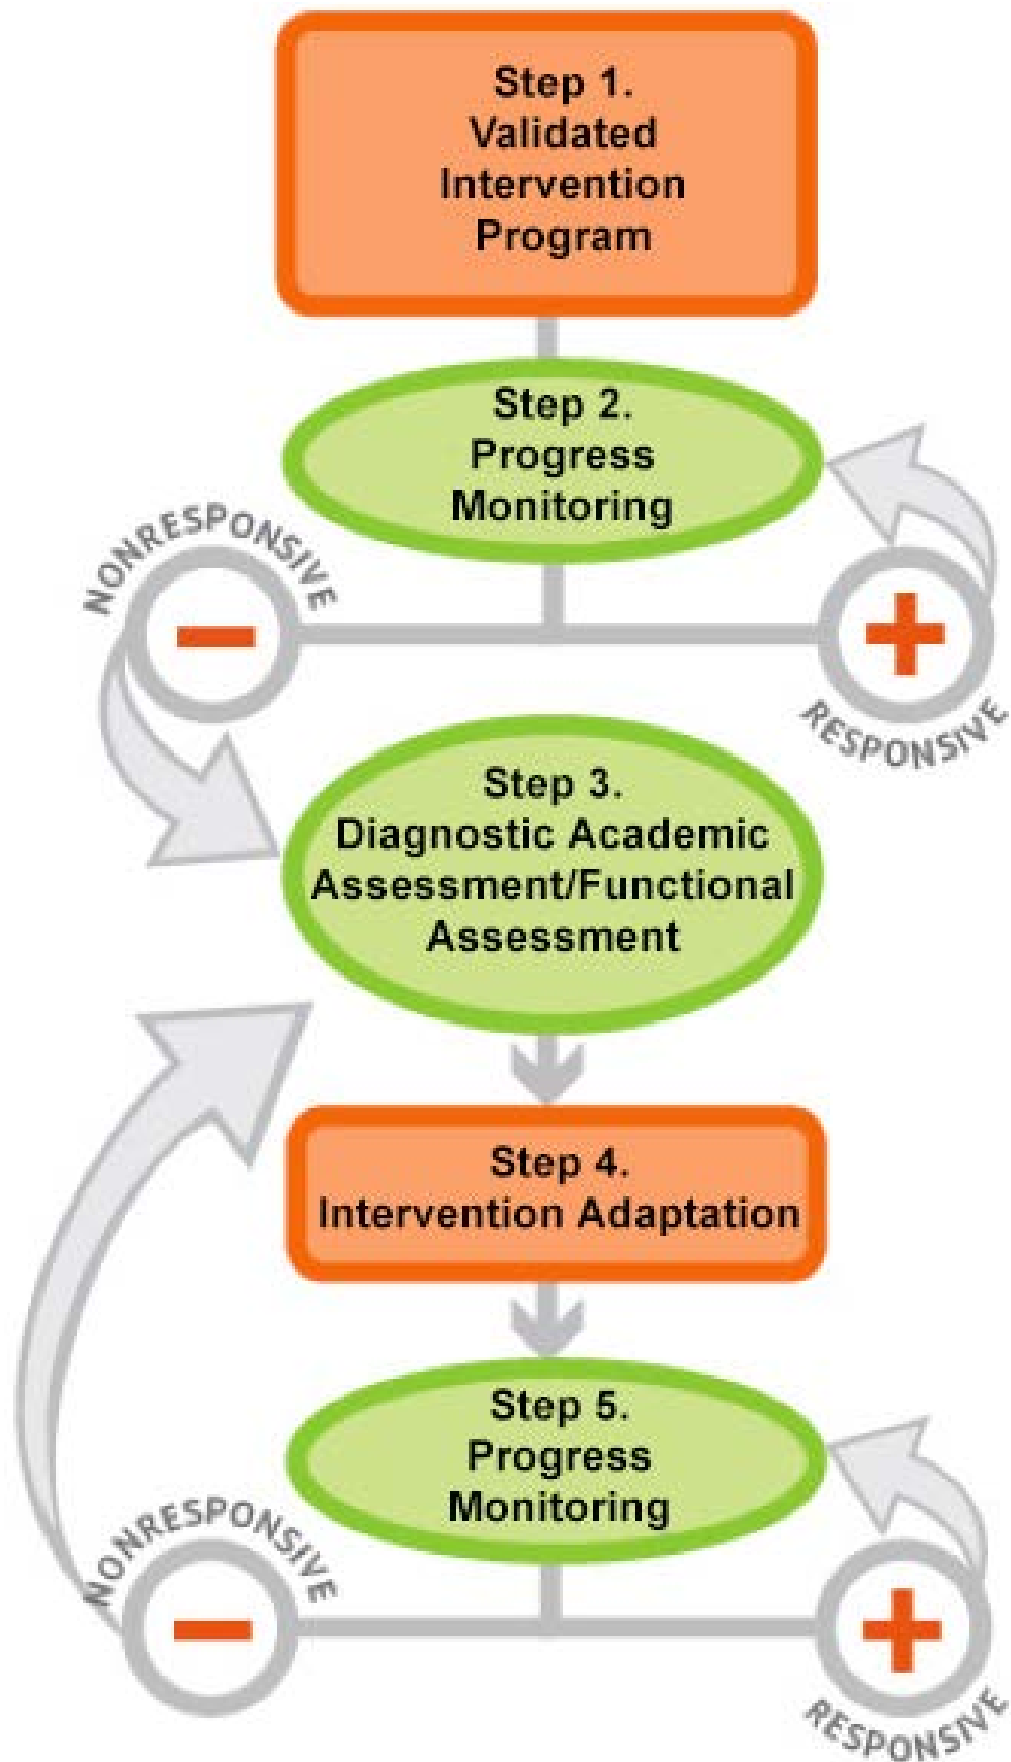 Step 1.
Validated
Intervention
Program
Step 2.
Progress
Monitoring
NONRESPONSIVE
RESPONSIVE
Step 3.
Diagnostic Academic
Assessment/Functional
Assessment
Step 4.
Intervention Adaptation
Step 5.
Progress
Monitoring
NONRESPONSIVE
RESPONSIVE